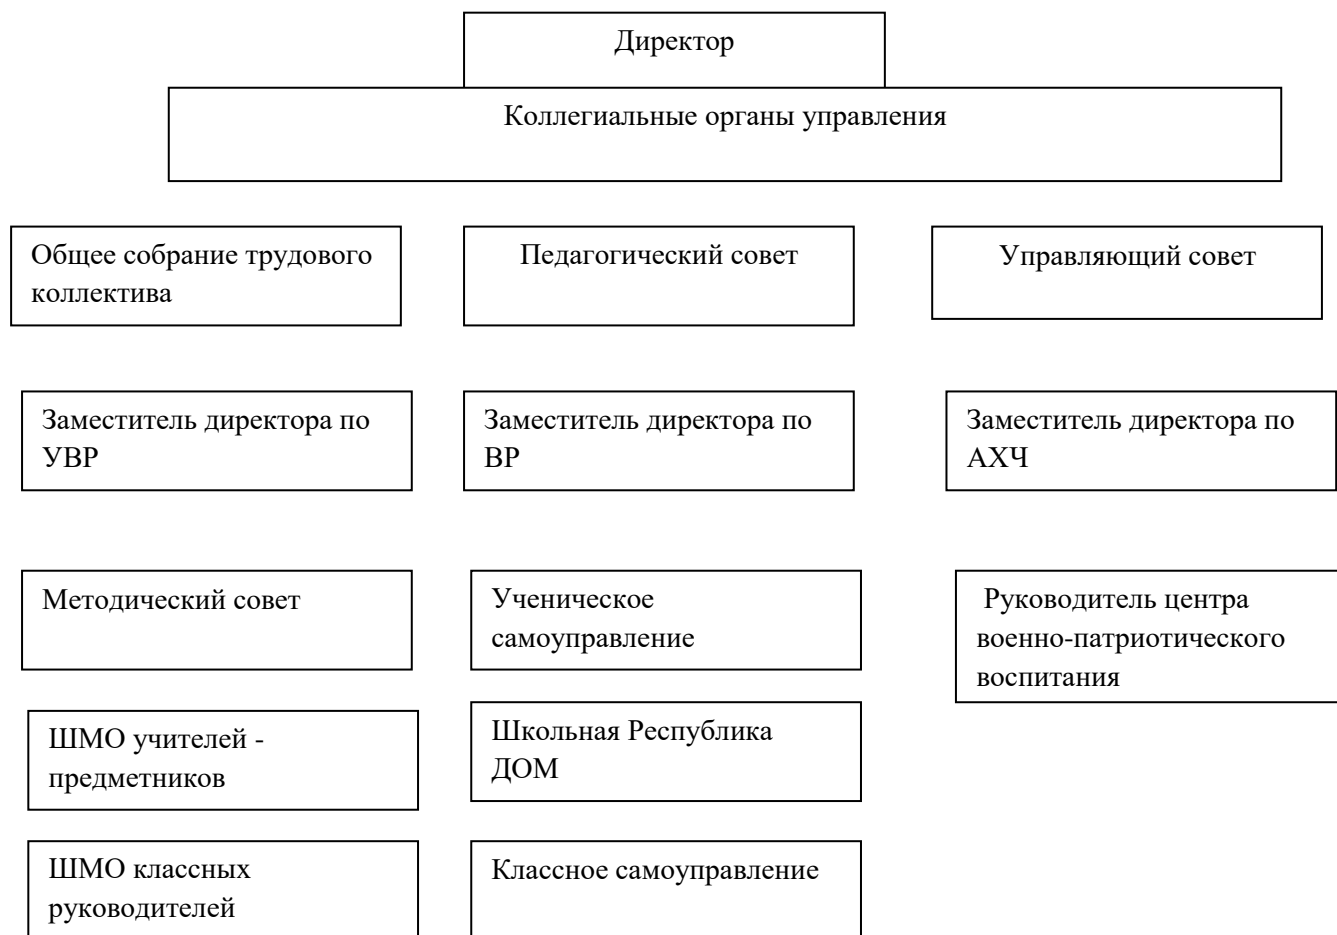 Директор
Коллегиальные органы управления
Общее собрание трудового
коллектива
Педагогический совет
Управляющий совет
Заместитель директора по
УВР
Заместитель директора по
ВР
Заместитель директора по
АХЧ
Методический совет
Ученическое
самоуправление
Руководитель центра
военно-патриотического
воспитания
ШМО учителей -
предметников
Школьная Республика
ДОМ
ШМО классных
руководителей
Классное самоуправление